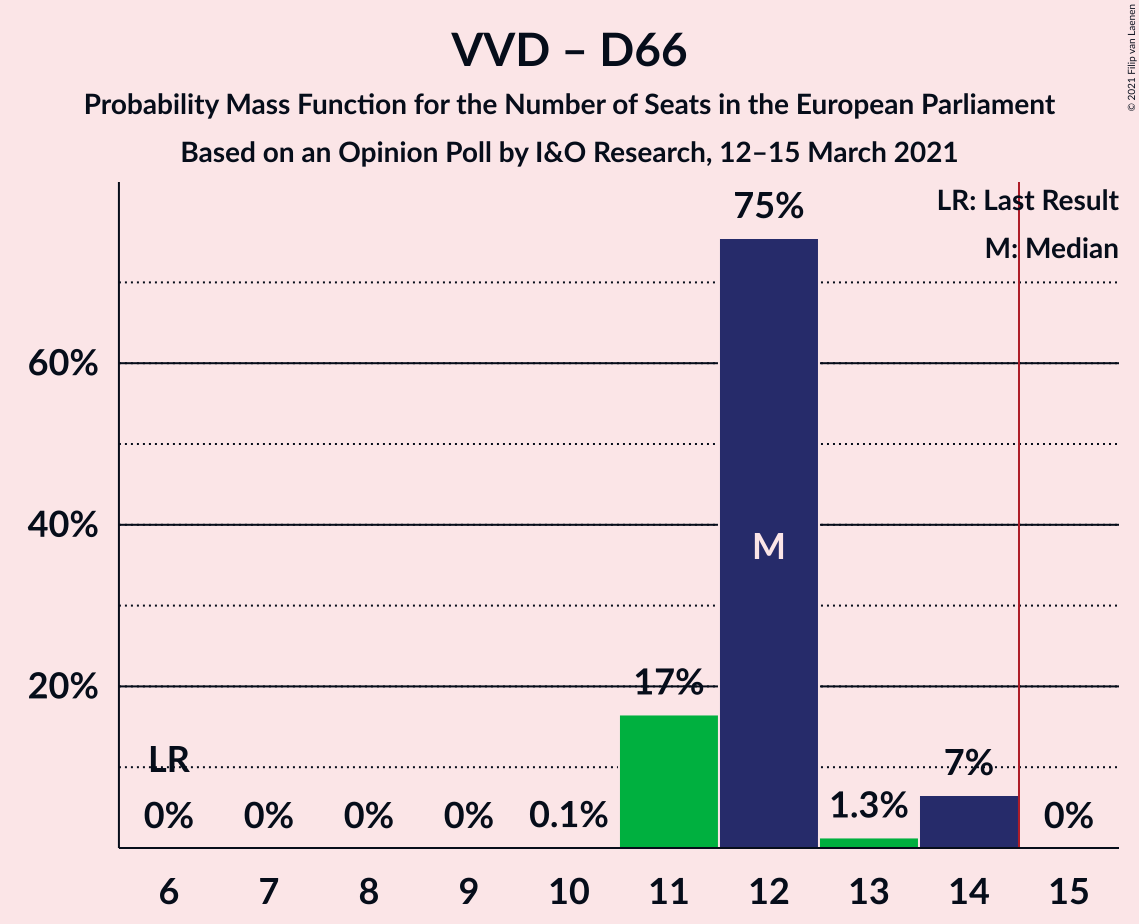 VVD – D66
Probability Mass Function for the Number of Seats in the European Parliament
Based on an Opinion Poll by I&O Research, 12–15 March 2021
© 2021 Filip van Laenen
LR: Last Result
M: Median
75%
60%
40%
M
20%
17%
LR
7%
0% 0% 0% 0% 0.1% 1.3% 0%
6 7 8 9 10 11 12 13 14 15